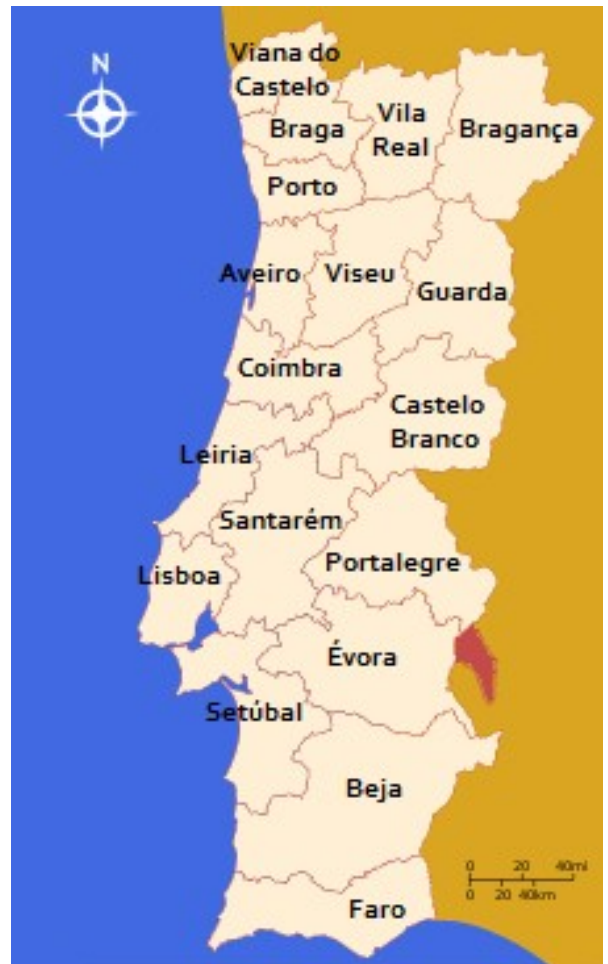 N
Viana do
Castelo
Braga
Vila
Real
Bragança
Porto
Aveiro
Viseu
Guarda
Coimbra
Castelo
Branco
Leiria
Santarém
Portalegre
Lisboa
Évora
Setúbal
Beja
0 20 40mi
0 20 40km
Faro